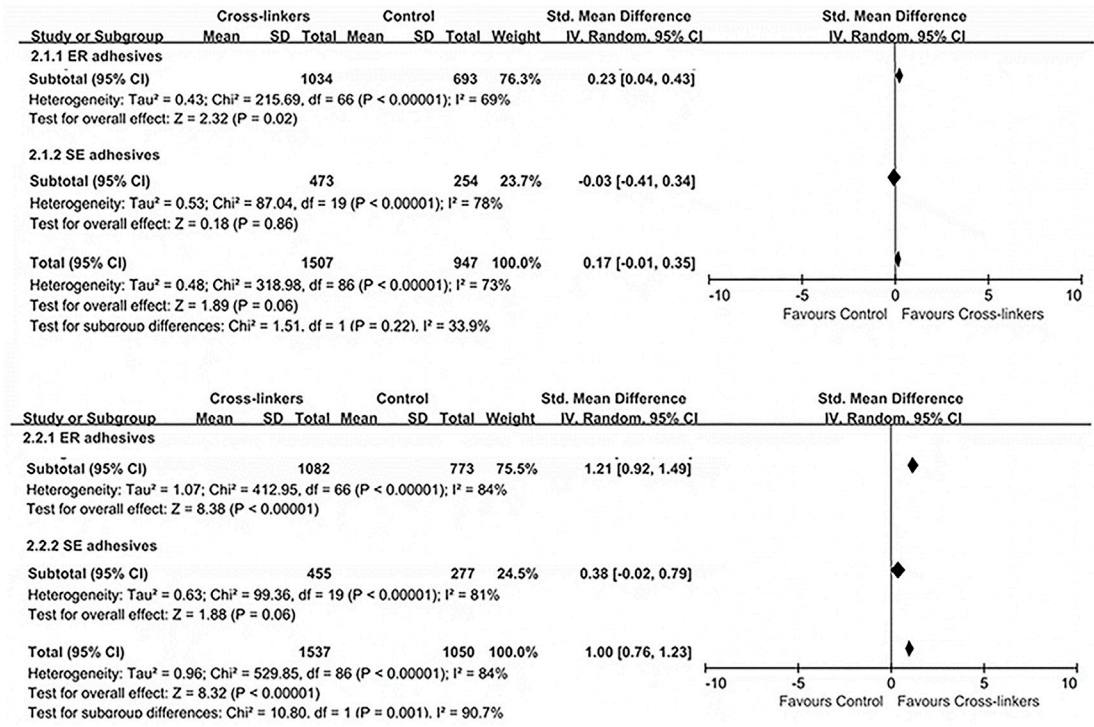 Cross-linkers Control Std. Mean Difference Std. Mean Difference
Study or Subgroup Mean SD Total Mean SD Total Weight IV, Random, 95% CI IV, Random, 95% CI
2.1.1 ER adhesives
Subtotal (95% CI) 1034 693 76.3% 0.23 [0.04, 0.43]
Heterogeneity: Tau² = 0.43; Chi² = 215.69, df = 66 (P < 0.00001); I² = 69%
Test for overall effect: Z = 2.32 (P = 0.02)
2.1.2 SE adhesives
Subtotal (95% CI) 473 254 23.7% -0.03 [-0.41, 0.34]
Heterogeneity: Tau² = 0.53; Chi² = 87.04, df = 19 (P < 0.00001); I² = 78%
Test for overall effect: Z = 0.18 (P = 0.86)
Total (95% CI) 1507 947 100.0% 0.17 [-0.01, 0.35]
Heterogeneity: Tau² = 0.48; Chi² = 318.98, df = 86 (P < 0.00001); I² = 73%
Test for overall effect: Z = 1.89 (P = 0.06)
Test for subgroup differences: Chi² = 1.51, df = 1 (P = 0.22), I² = 33.9%
-10 -5 0 5 10
Favours Control Favours Cross-linkers
Cross-linkers Control Std. Mean Difference Std. Mean Difference
Study or Subgroup Mean SD Total Mean SD Total Weight IV, Random, 95% CI IV, Random, 95% CI
2.2.1 ER adhesives
Subtotal (95% CI) 1082 773 75.5% 1.21 [0.92, 1.49]
Heterogeneity: Tau² = 1.07; Chi² = 412.95, df = 66 (P < 0.00001); I² = 84%
Test for overall effect: Z = 8.38 (P < 0.00001)
2.2.2 SE adhesives
Subtotal (95% CI) 455 277 24.5% 0.38 [-0.02, 0.79]
Heterogeneity: Tau² = 0.63; Chi² = 99.36, df = 19 (P < 0.00001); I² = 81%
Test for overall effect: Z = 1.88 (P = 0.06)
Total (95% CI) 1537 1050 100.0% 1.00 [0.76, 1.23]
Heterogeneity: Tau² = 0.96; Chi² = 529.85, df = 86 (P < 0.00001); I² = 84%
Test for overall effect: Z = 8.32 (P < 0.00001)
Test for subgroup differences: Chi² = 10.80, df = 1 (P = 0.001), I² = 90.7%
-10 -5 0 5 10
Favours Control Favours Cross-linkers